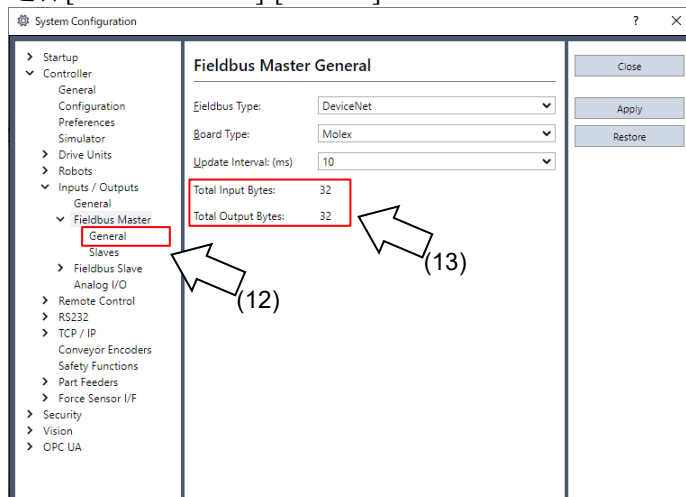 System Configuration
?
Startup
Controller
General
Configuration
Preferences
Simulator
Drive Units
Robots
Inputs / Outputs
General
Fieldbus Master
General
Slaves
Fieldbus Slave
Analog I/O
Remote Control
RS232
TCP / IP
Conveyor Encoders
Safety Functions
Part Feeders
Force Sensor I/F
Security
Vision
OPC UA
(12)
Fieldbus Master General
Fieldbus Type: DeviceNet
Board Type: Molex
Update Interval: (ms) 10
Total Input Bytes: 32
Total Output Bytes: 32
(13)
Close
Apply
Restore